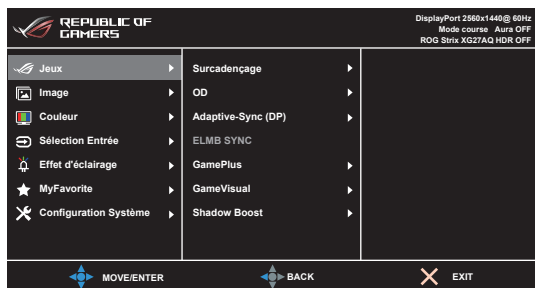 REPUBLIC OF
GAMERS
DisplayPort 2560x1440@ 60Hz
Mode course Aura OFF
ROG Strix XG27AQ HDR OFF
Jeux
Image
Couleur
Sélection Entrée
Effet d'éclairage
MyFavorite
Configuration Système
Surcadençage
OD
Adaptive-Sync (DP)
ELMB SYNC
GamePlus
GameVisual
Shadow Boost
MOVE/ENTER
BACK
EXIT